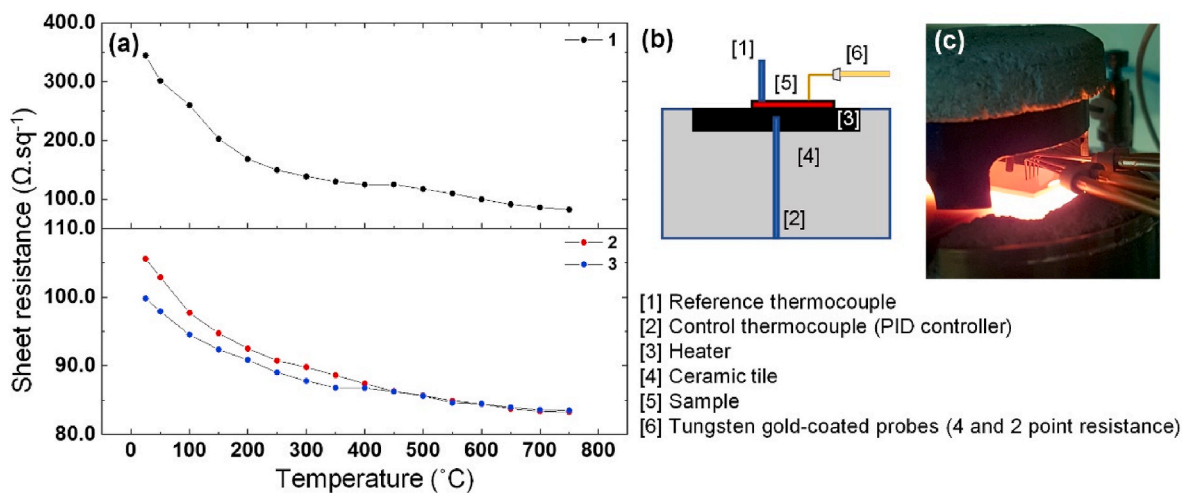 (a)
1
400.0
300.0
200.0
100.0
110.0
2
3
100.0
90.0
80.0
Sheet resistance (Ω.sq⁻¹)
0 100 200 300 400 500 600 700 800
Temperature (˚C)
(b)
[1]
[6]
[5]
[3]
[4]
[2]
(c)
[1] Reference thermocouple
[2] Control thermocouple (PID controller)
[3] Heater
[4] Ceramic tile
[5] Sample
[6] Tungsten gold-coated probes (4 and 2 point resistance)